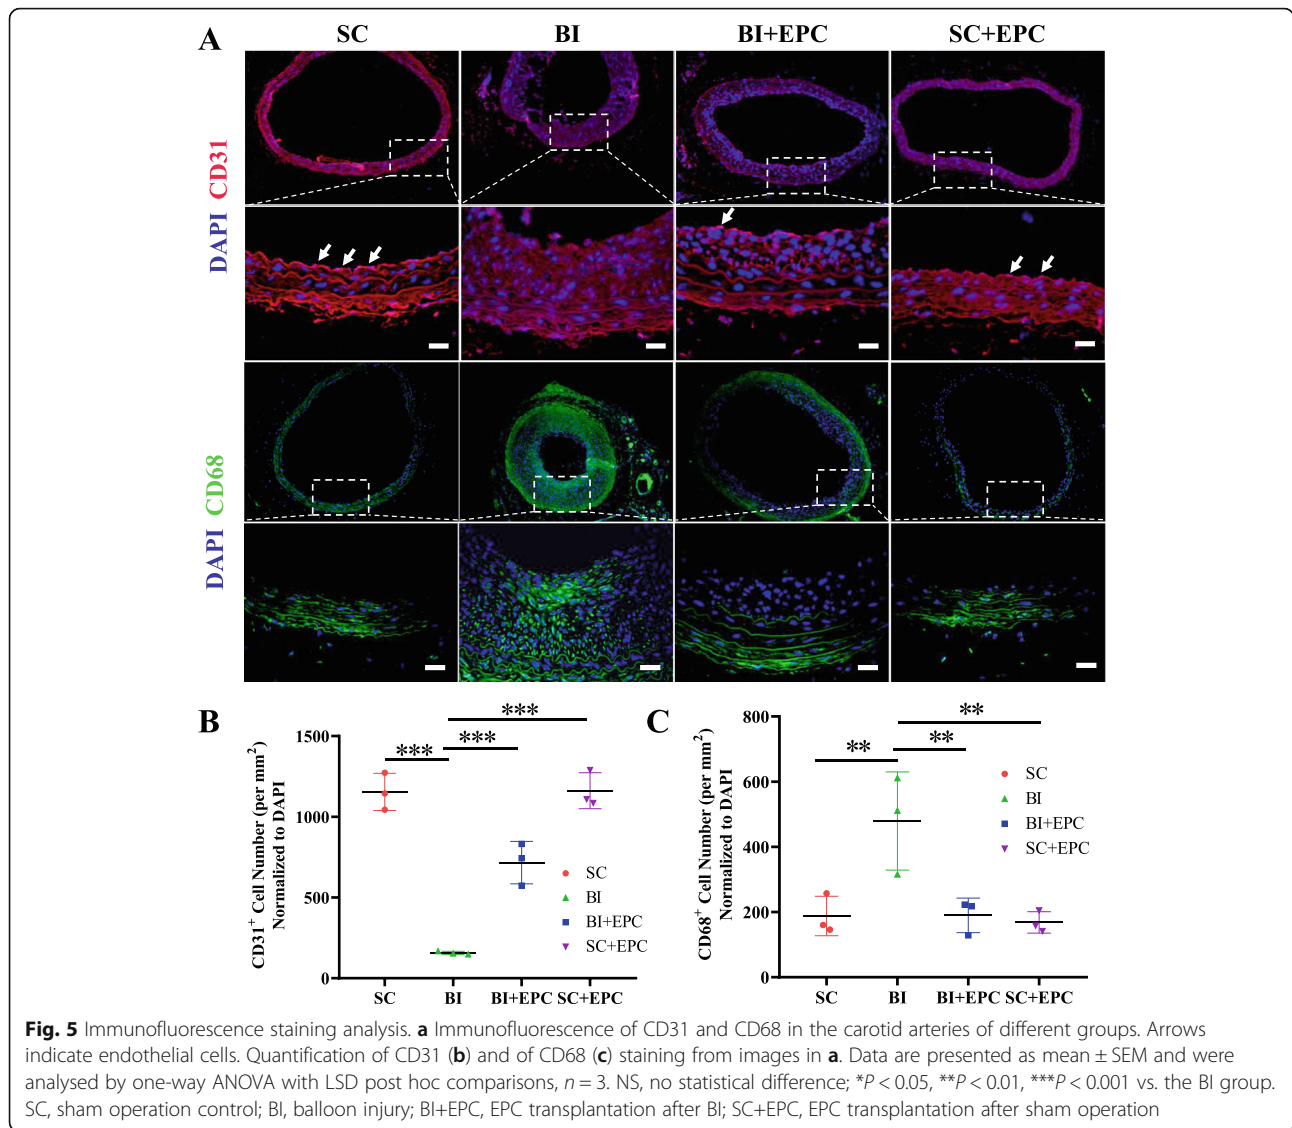 A
SC
BI
BI+EPC
SC+EPC
DAPI CD31
DAPI CD68
B
CD31+ Cell Number (per mm2)
Normalized to DAPI
1500
1000
500
0
***
***
***
SC
BI
BI+EPC
SC+EPC
SC
BI
BI+EPC
SC+EPC
C
CD68+ Cell Number (per mm2)
Normalized to DAPI
800
600
400
200
0
**
**
**
SC
BI
BI+EPC
SC+EPC
SC
BI
BI+EPC
SC+EPC
Fig. 5 Immunofluorescence staining analysis. a Immunofluorescence of CD31 and CD68 in the carotid arteries of different groups. Arrows
indicate endothelial cells. Quantification of CD31 (b) and of CD68 (c) staining from images in a. Data are presented as mean ± SEM and were
analysed by one-way ANOVA with LSD post hoc comparisons, n = 3. NS, no statistical difference; *P < 0.05, **P < 0.01, ***P < 0.001 vs. the BI group.
SC, sham operation control; BI, balloon injury; BI+EPC, EPC transplantation after BI; SC+EPC, EPC transplantation after sham operation